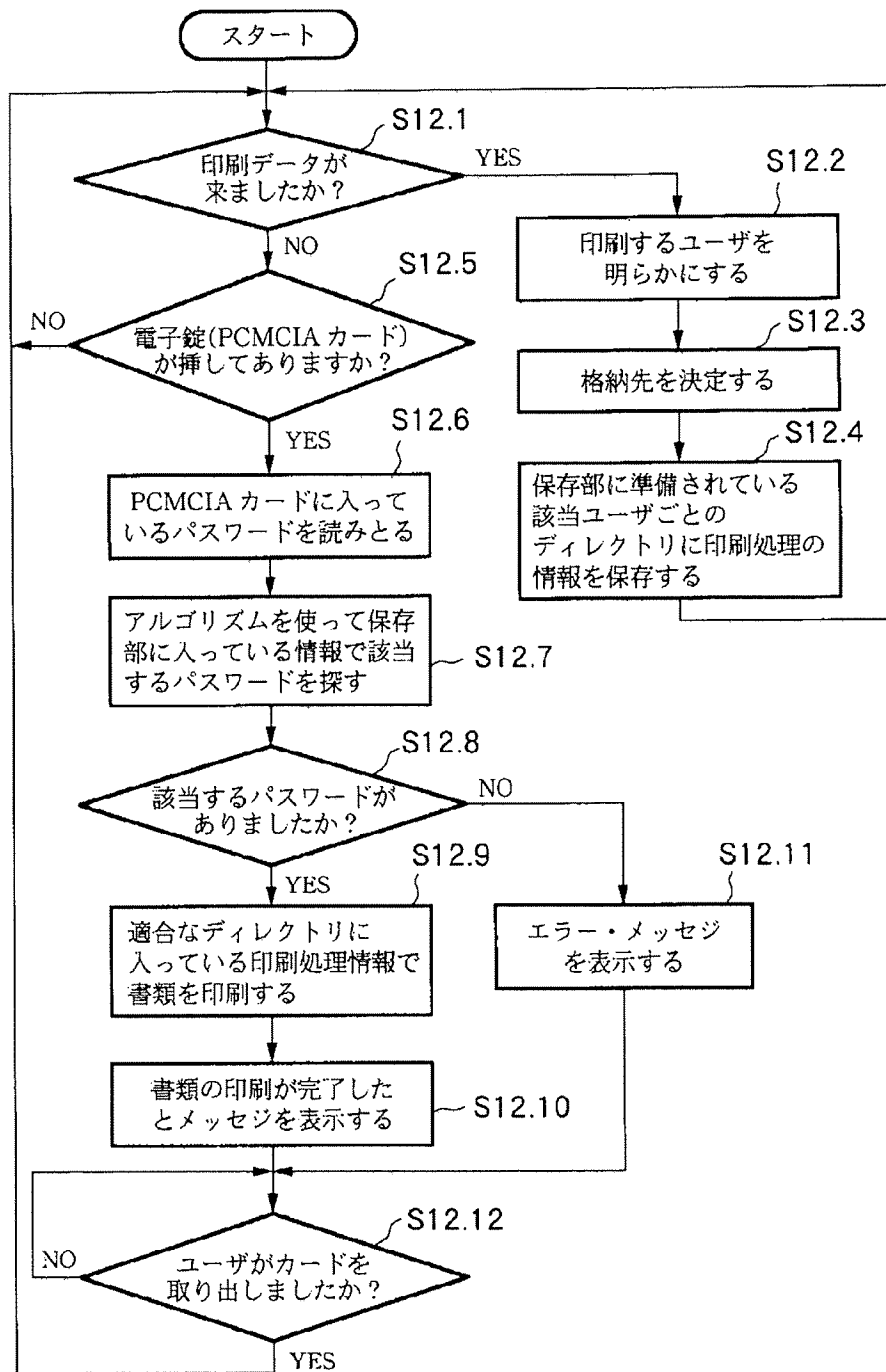 スタート
S12.1
印刷データが
来ましたか？
YES
NO
S12.2
印刷するユーザを
明らかにする
S12.3
格納先を決定する
S12.4
保存部に準備されている
該当ユーザごとの
ディレクトリに印刷処理の
情報を保存する
S12.5
電子錠(PCMCIAカード)
が挿してありますか？
NO
YES
S12.6
PCMCIAカードに入って
いるパスワードを読みとる
アルゴリズムを使って保存
部に入っている情報で該当
するパスワードを探す
S12.7
S12.8
該当するパスワードが
ありましたか？
NO
YES
S12.9
適合なディレクトリに
入っている印刷処理情報で
書類を印刷する
S12.11
エラー・メッセジ
を表示する
書類の印刷が完了した
とメッセジを表示する
S12.10
S12.12
ユーザがカードを
取り出しましたか？
NO
YES